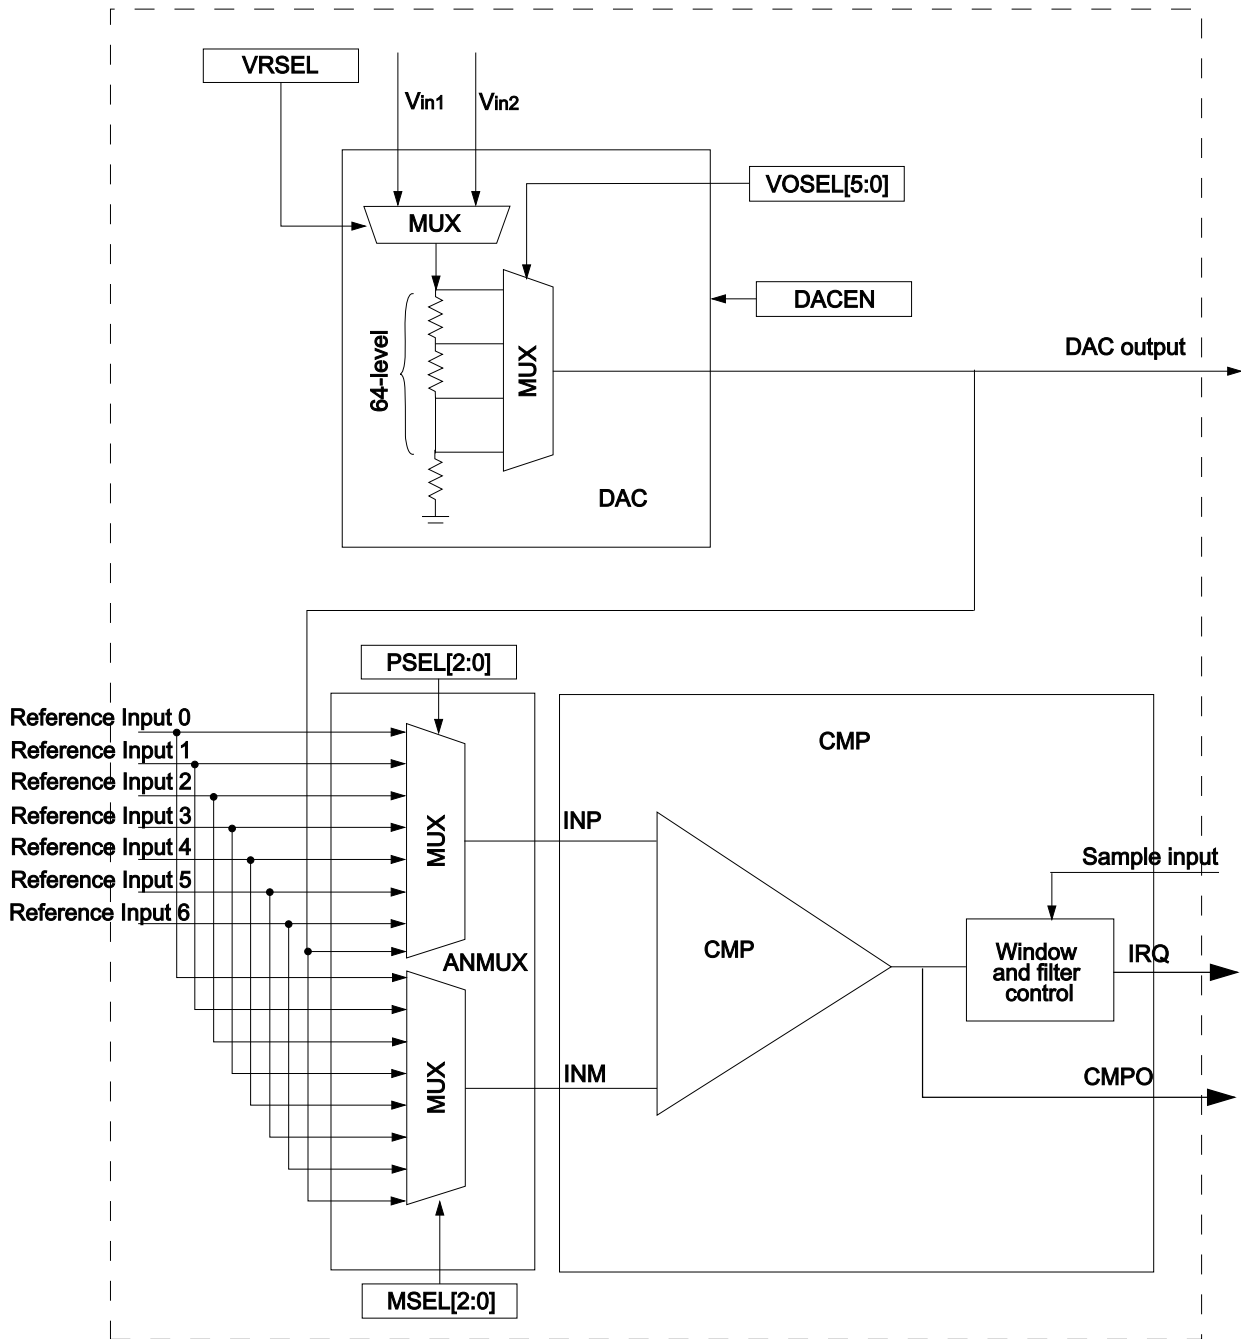 VRSEL
Vin1
Vin2
VOSEL[5:0]
MUX
DACEN
64-level
MUX
DAC output
DAC
PSEL[2:0]
Reference Input 0
Reference Input 1
Reference Input 2
Reference Input 3
Reference Input 4
Reference Input 5
Reference Input 6
MUX
ANMUX
MUX
MSEL[2:0]
CMP
INP
INM
CMP
Sample input
Window
and filter
control
IRQ
CMPO